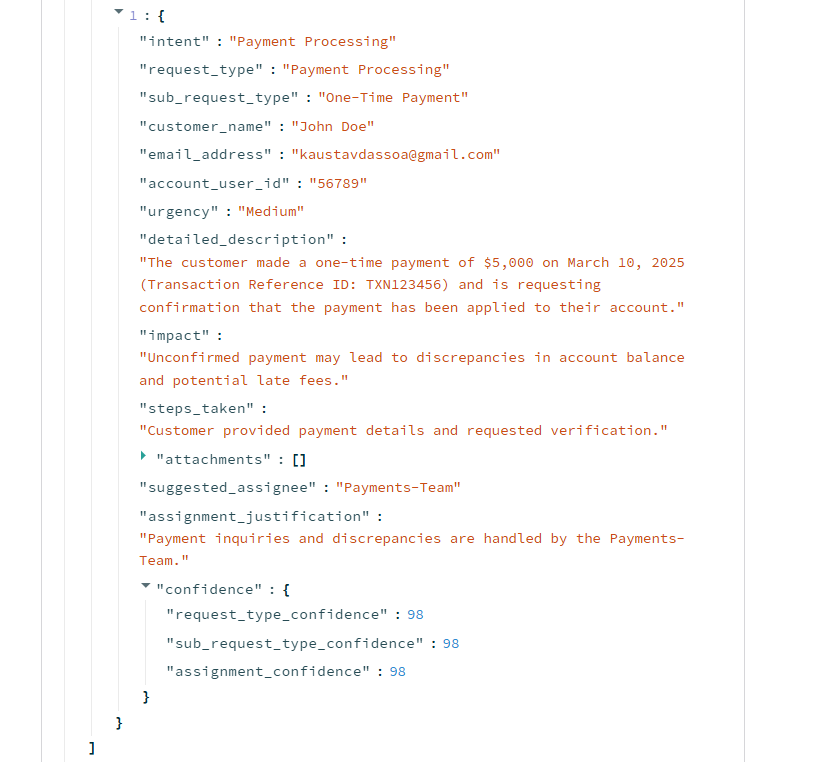 1 : {
"intent" : "Payment Processing"
"request_type" : "Payment Processing"
"sub_request_type" : "One-Time Payment"
"customer_name" : "John Doe"
"email_address" : "kaustavdassoa@gmail.com"
"account_user_id" : "56789"
"urgency" : "Medium"
"detailed_description" :
"The customer made a one-time payment of $5,000 on March 10, 2025
(Transaction Reference ID: TXN123456) and is requesting
confirmation that the payment has been applied to their account."
"impact" :
"Unconfirmed payment may lead to discrepancies in account balance
and potential late fees."
"steps_taken" :
"Customer provided payment details and requested verification."
"attachments" : []
"suggested_assignee" : "Payments-Team"
"assignment_justification" :
"Payment inquiries and discrepancies are handled by the Payments-
Team."
"confidence" : {
"request_type_confidence" : 98
"sub_request_type_confidence" : 98
"assignment_confidence" : 98
}
}
]